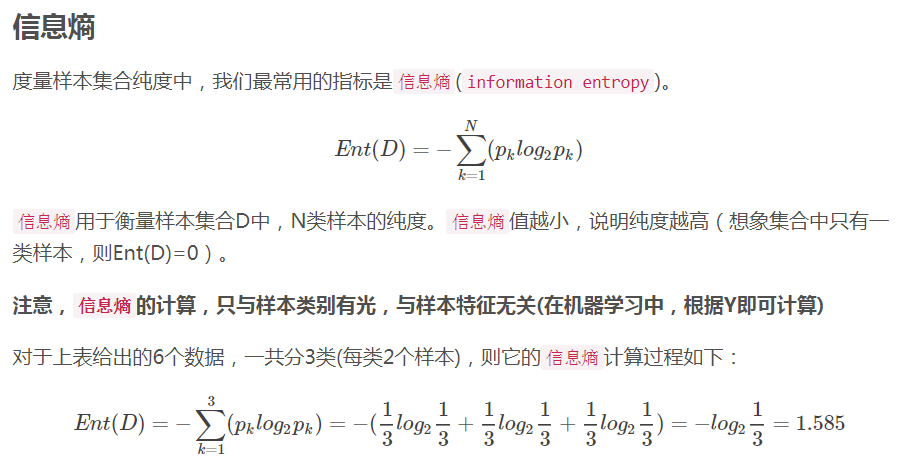 信息熵
度量样本集合纯度中，我们最常用的指标是信息熵(information entropy)。
Ent(D) = −∑_{k=1}^{N}(p_k log_2 p_k)
信息熵用于衡量样本集合D中，N类样本的纯度。信息熵值越小，说明纯度越高（想象集合中只有一
类样本，则Ent(D)=0）。
注意，信息熵的计算，只与样本类别有光，与样本特征无关(在机器学习中，根据Y即可计算)
对于上表给出的6个数据，一共分3类(每类2个样本)，则它的信息熵计算过程如下：
Ent(D) = −∑_{k=1}^{3}(p_k log_2 p_k) = −(1/3 log_2 1/3 + 1/3 log_2 1/3 + 1/3 log_2 1/3) = −log_2 1/3 = 1.585